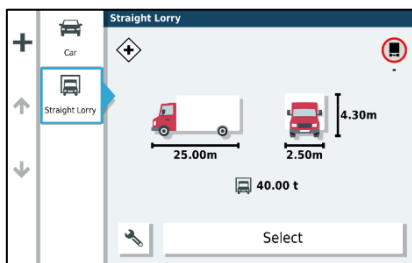 Straight Lorry
Car
Straight Lorry
-
4.30m
25.00m
2.50m
40.00 t
Select